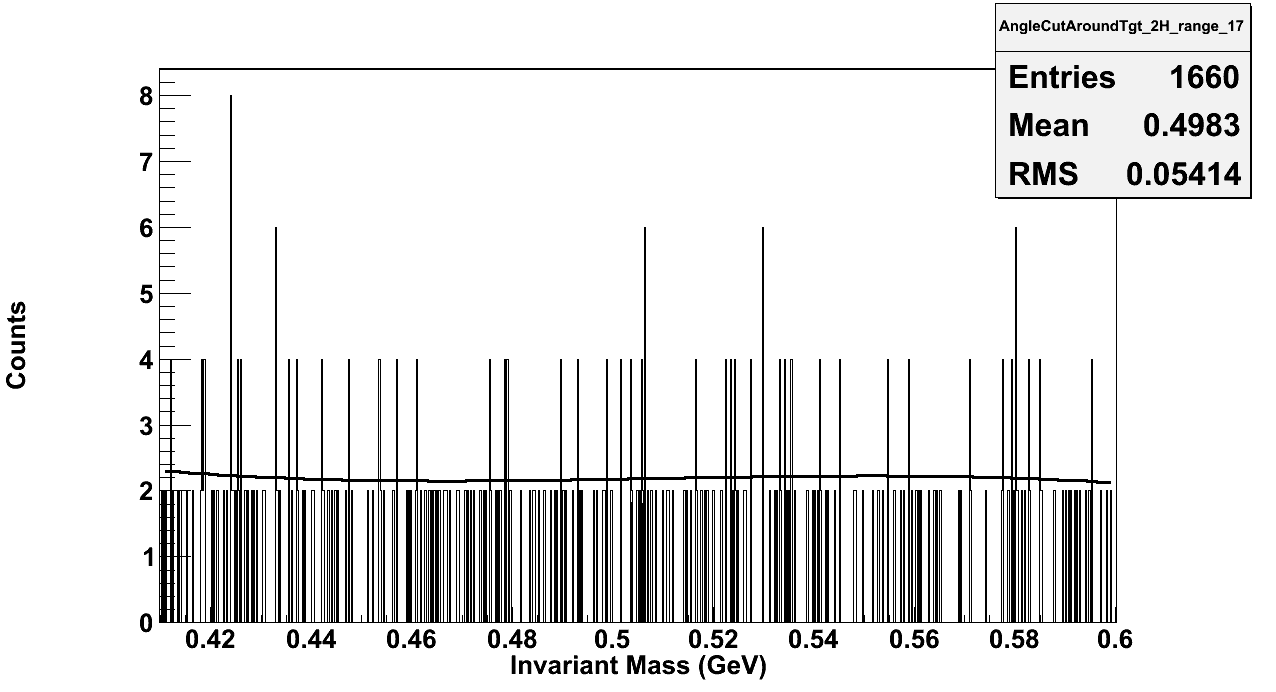 AngleCutAroundTgt_2H_range_17
Entries 1660
Mean 0.4983
RMS 0.05414
8
7
6
5
4
3
2
1
0
Counts
0.42 0.44 0.46 0.48 0.5 0.52 0.54 0.56 0.58 0.6
Invariant Mass (GeV)